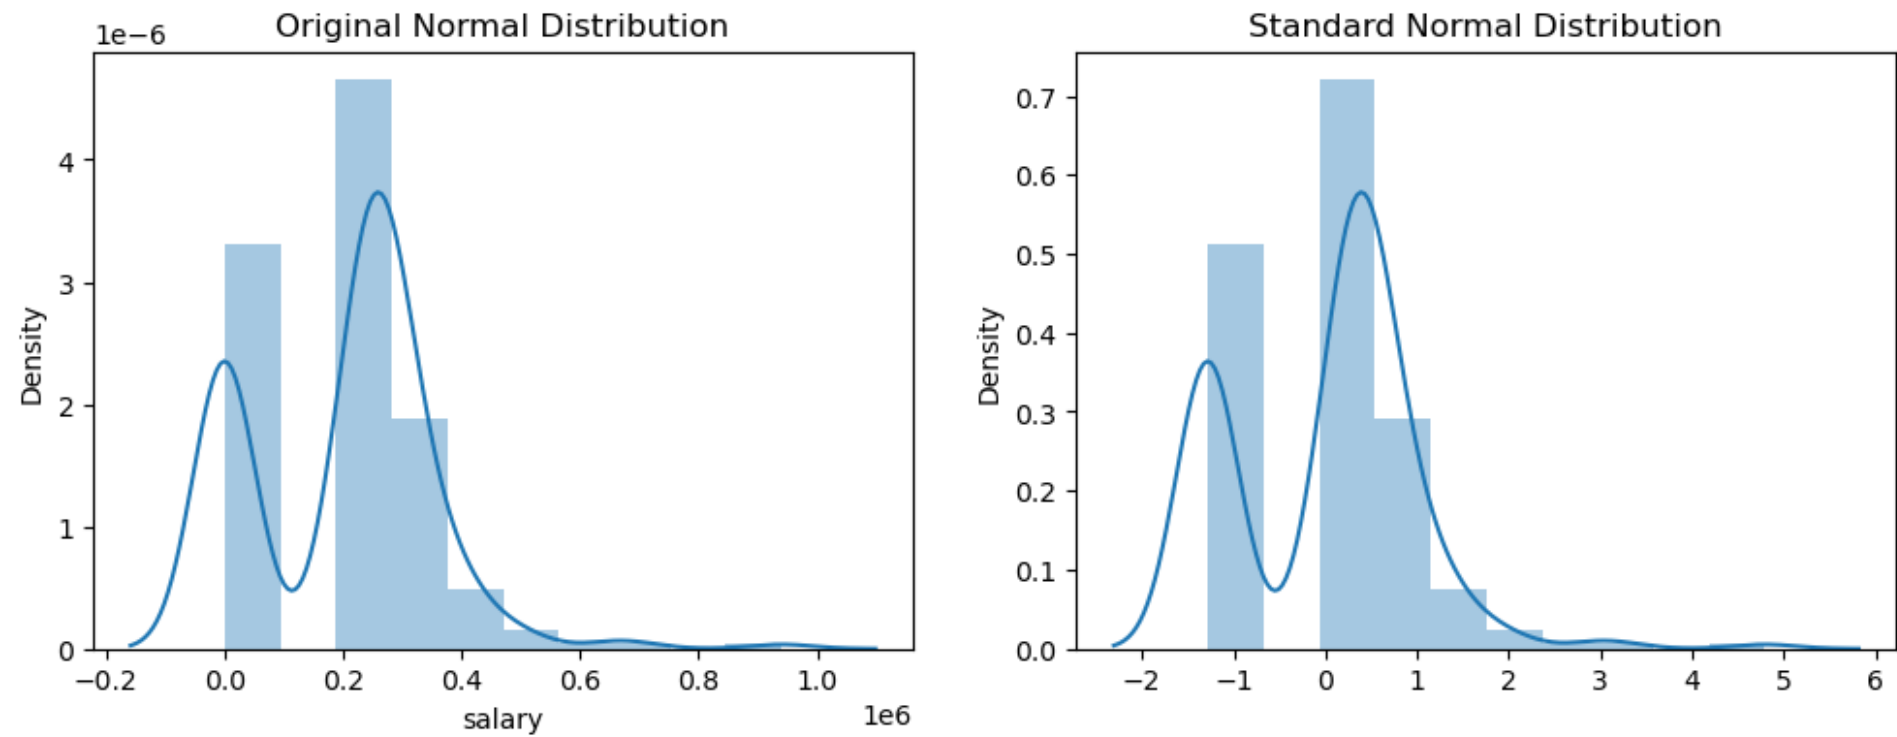 Original Normal Distribution
1e−6
Density
4
3
2
1
0
−0.2 0.0 0.2 0.4 0.6 0.8 1.0
salary
1e6
Standard Normal Distribution
Density
0.7
0.6
0.5
0.4
0.3
0.2
0.1
0.0
−2 −1 0 1 2 3 4 5 6